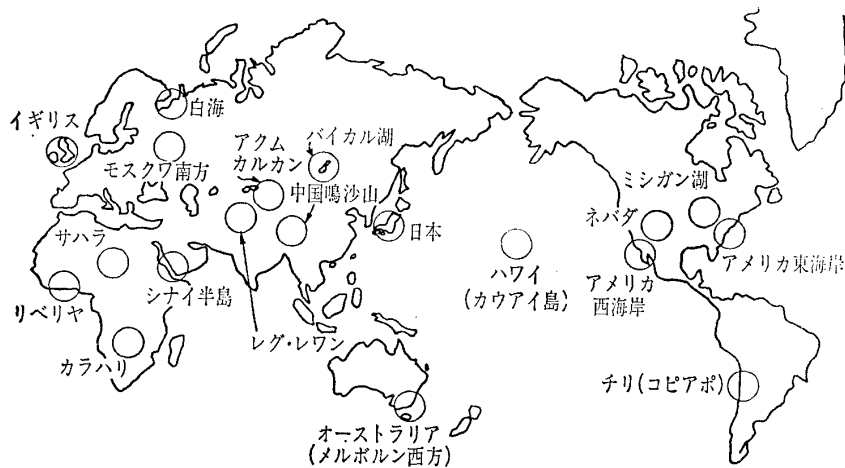 白海
イギリス
アクム
カルカン
バイカル湖
モスクワ南方
中国鳴沙山
ミシガン湖
ネバダ
日本
サハラ
アメリカ東海岸
ハワイ
(カウアイ島)
アメリカ
西海岸
シナイ半島
リベリヤ
レグ・レワン
カラハリ
チリ(コピアポ)
オーストラリア
(メルボルン西方)